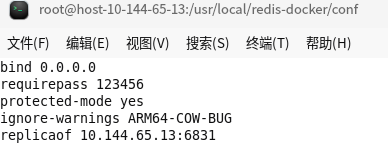 root@host-10-144-65-13:/usr/local/redis-docker/conf
文件(F) 编辑(E) 视图(V) 搜索(S) 终端(T) 帮助(H)
bind 0.0.0.0
requirepass 123456
protected-mode yes
ignore-warnings ARM64-COW-BUG
replicaof 10.144.65.13:6831